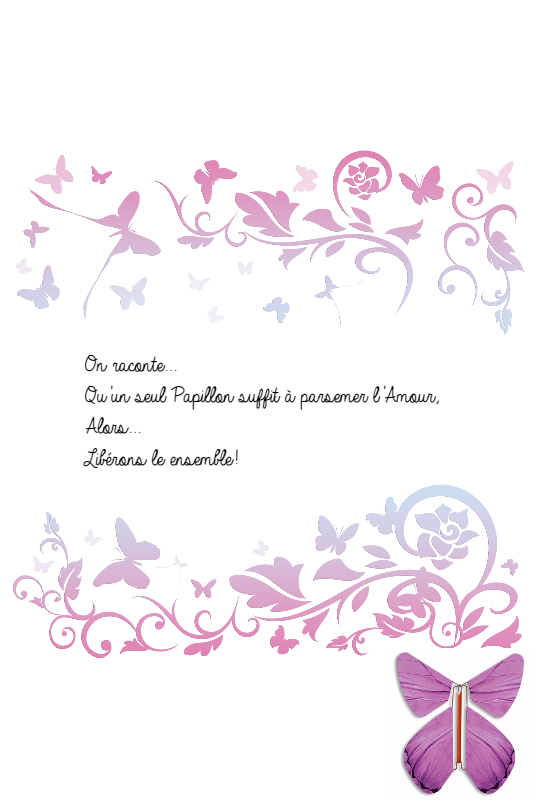 On raconte...
Qu'un seul Papillon suffit à parsemer l'Amour,
Alors...
Libérons le ensemble!